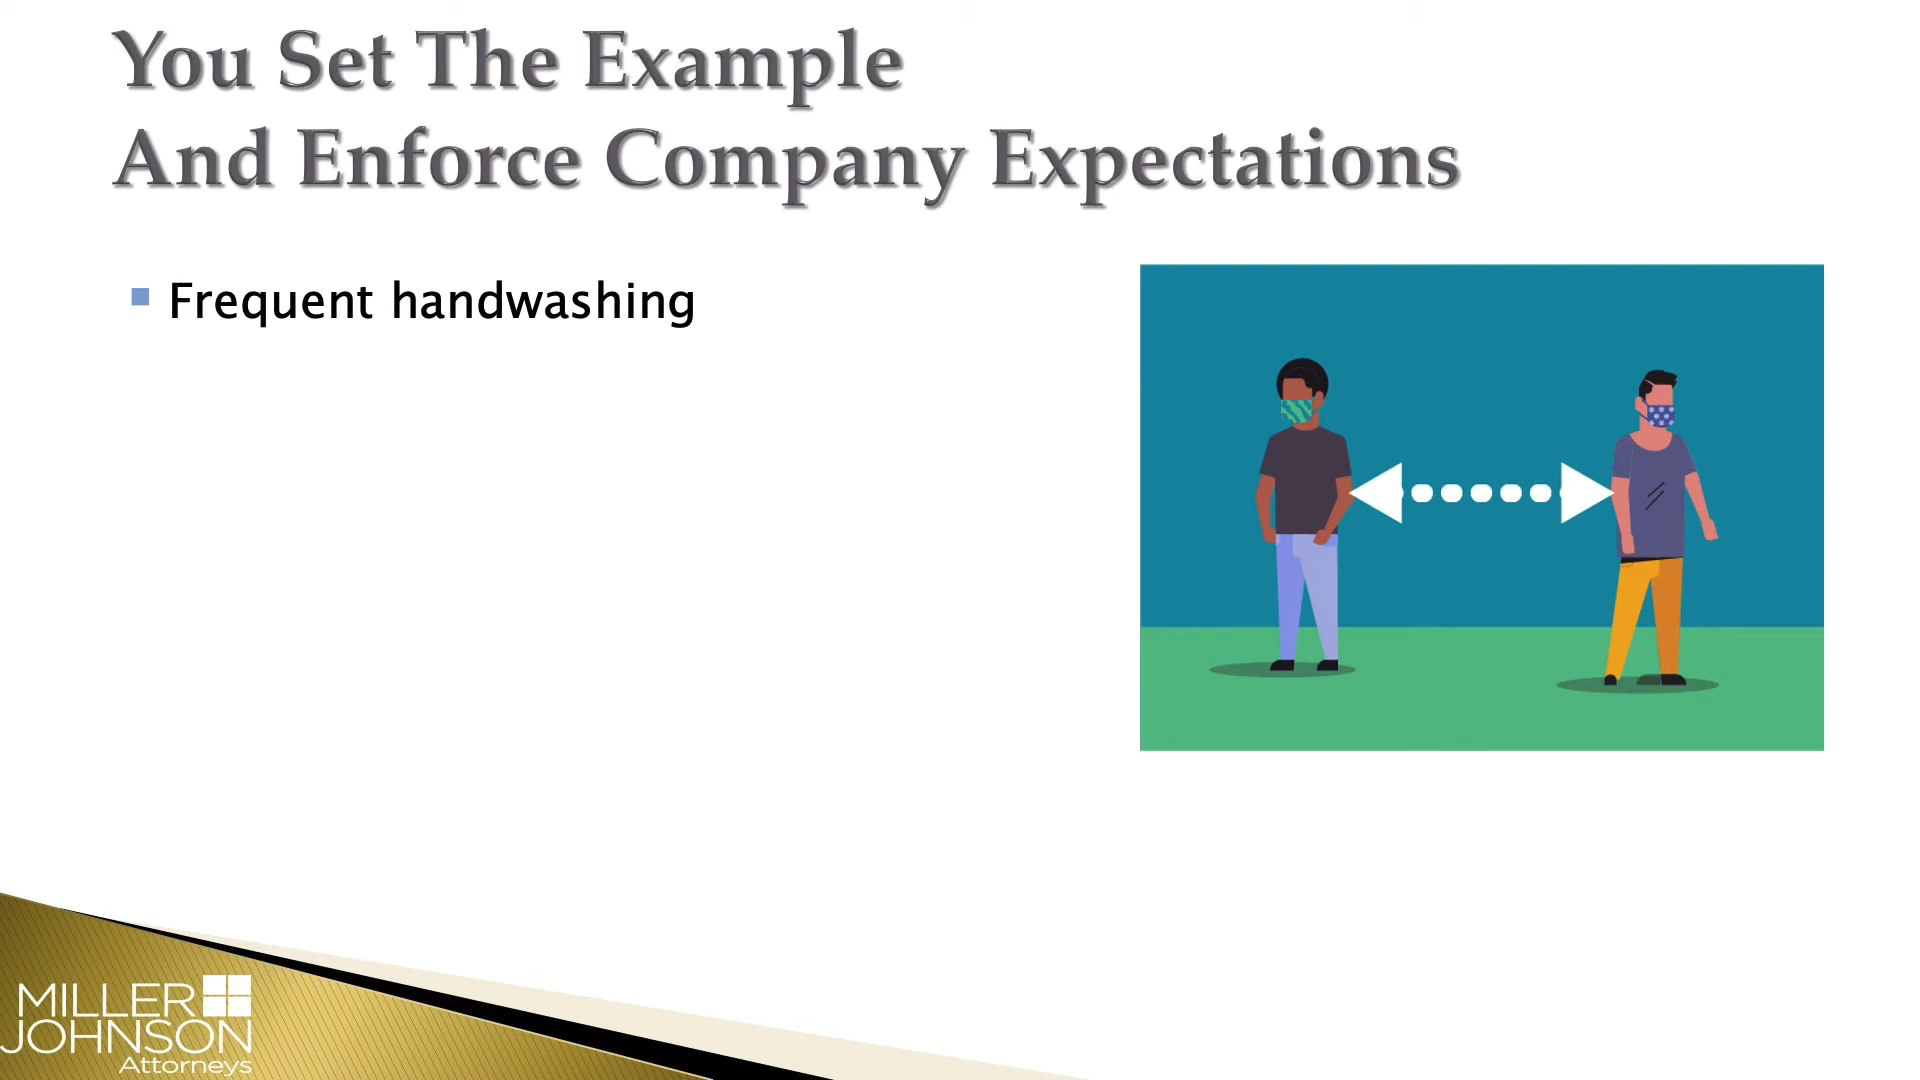 You Set The Example
And Enforce Company Expectations
Frequent handwashing
MILLER
JOHNSON
Attorneys